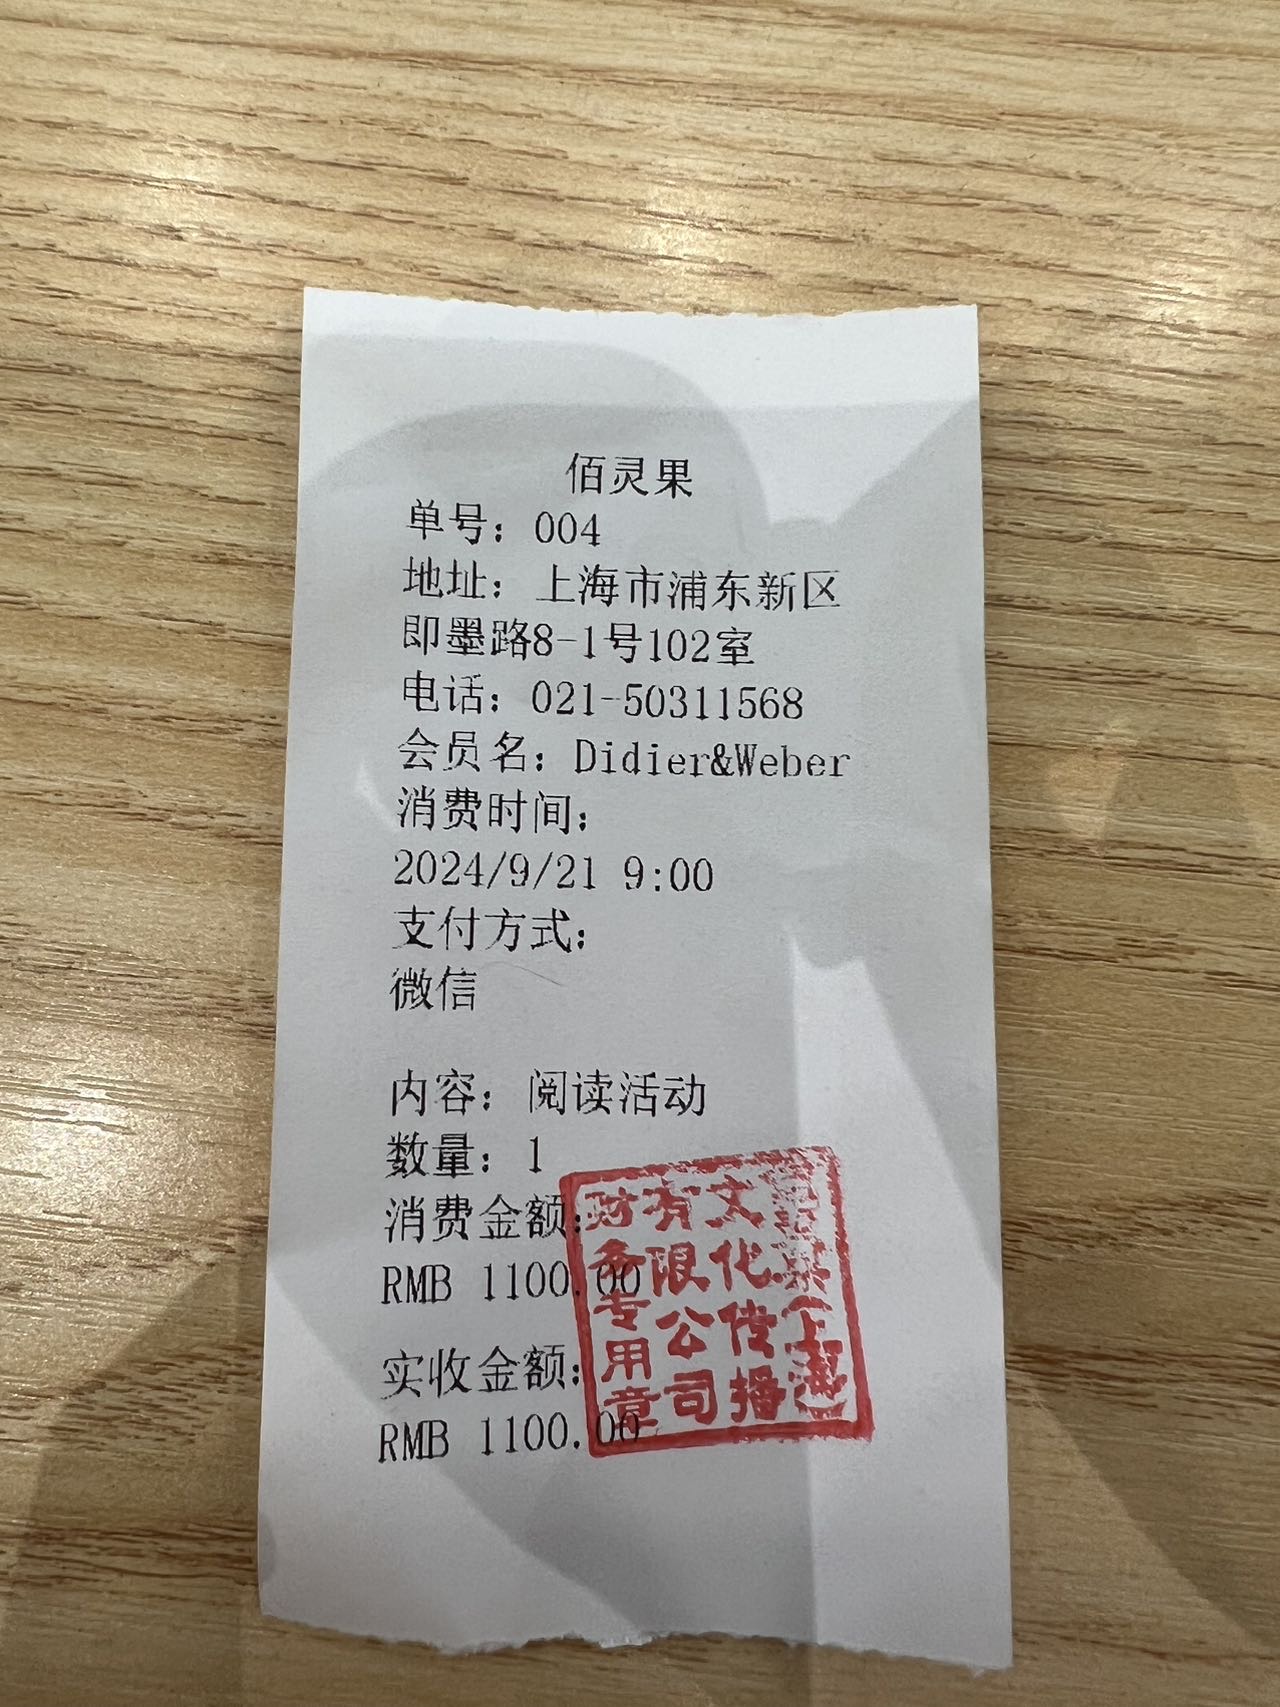 佰灵果
单号：004
地址：上海市浦东新区
即墨路8-1号102室
电话：021-50311568
会员名：Didier&Weber
消费时间：
2024/9/21 9:00
支付方式：
微信
内容：阅读活动
数量：1
消费金额：
RMB 1100.00
实收金额：
RMB 1100.00
果（上海）
文化传播
有限公司
财务专用章